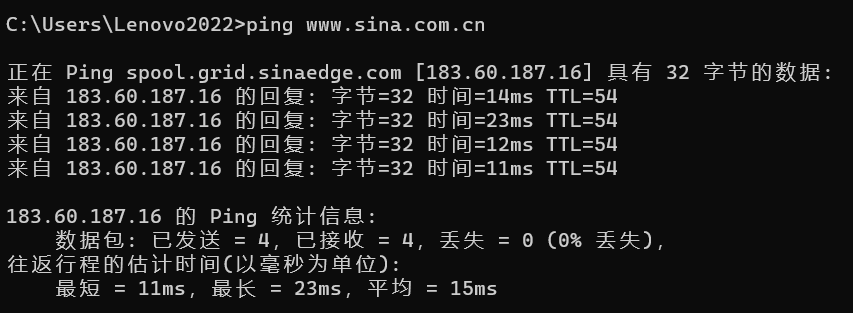 C:\Users\Lenovo2022>ping www.sina.com.cn
正在 Ping spool.grid.sinaedge.com [183.60.187.16] 具有 32 字节的数据:
来自 183.60.187.16 的回复: 字节=32 时间=14ms TTL=54
来自 183.60.187.16 的回复: 字节=32 时间=23ms TTL=54
来自 183.60.187.16 的回复: 字节=32 时间=12ms TTL=54
来自 183.60.187.16 的回复: 字节=32 时间=11ms TTL=54
183.60.187.16 的 Ping 统计信息:
数据包: 已发送 = 4, 已接收 = 4, 丢失 = 0 (0% 丢失),
往返行程的估计时间(以毫秒为单位):
最短 = 11ms, 最长 = 23ms, 平均 = 15ms